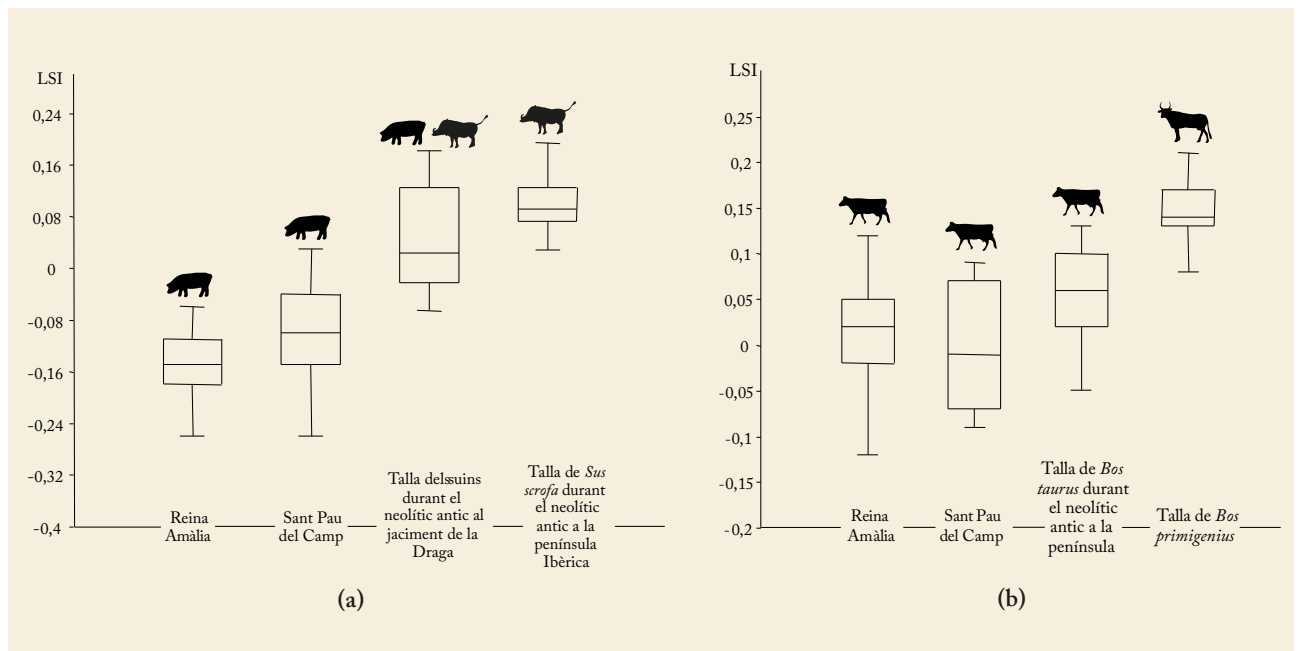 LSI
0,24
0,16
0,08
0
-0,08
-0,16
-0,24
-0,32
-0,4
Reina
Amàlia
Sant Pau
del Camp
Talla delssuins
durant el
neolític antic al
jaciment de la
Draga
Talla de Sus
scrofa durant
el neolític
antic a la
península
Ibèrica
(a)
LSI
0,25
0,2
0,15
0,1
0,05
0
-0,05
-0,1
-0,15
-0,2
Reina
Amàlia
Sant Pau
del Camp
Talla de Bos
taurus durant
el neolític
antic a la
península
Talla de Bos
primigenius
(b)